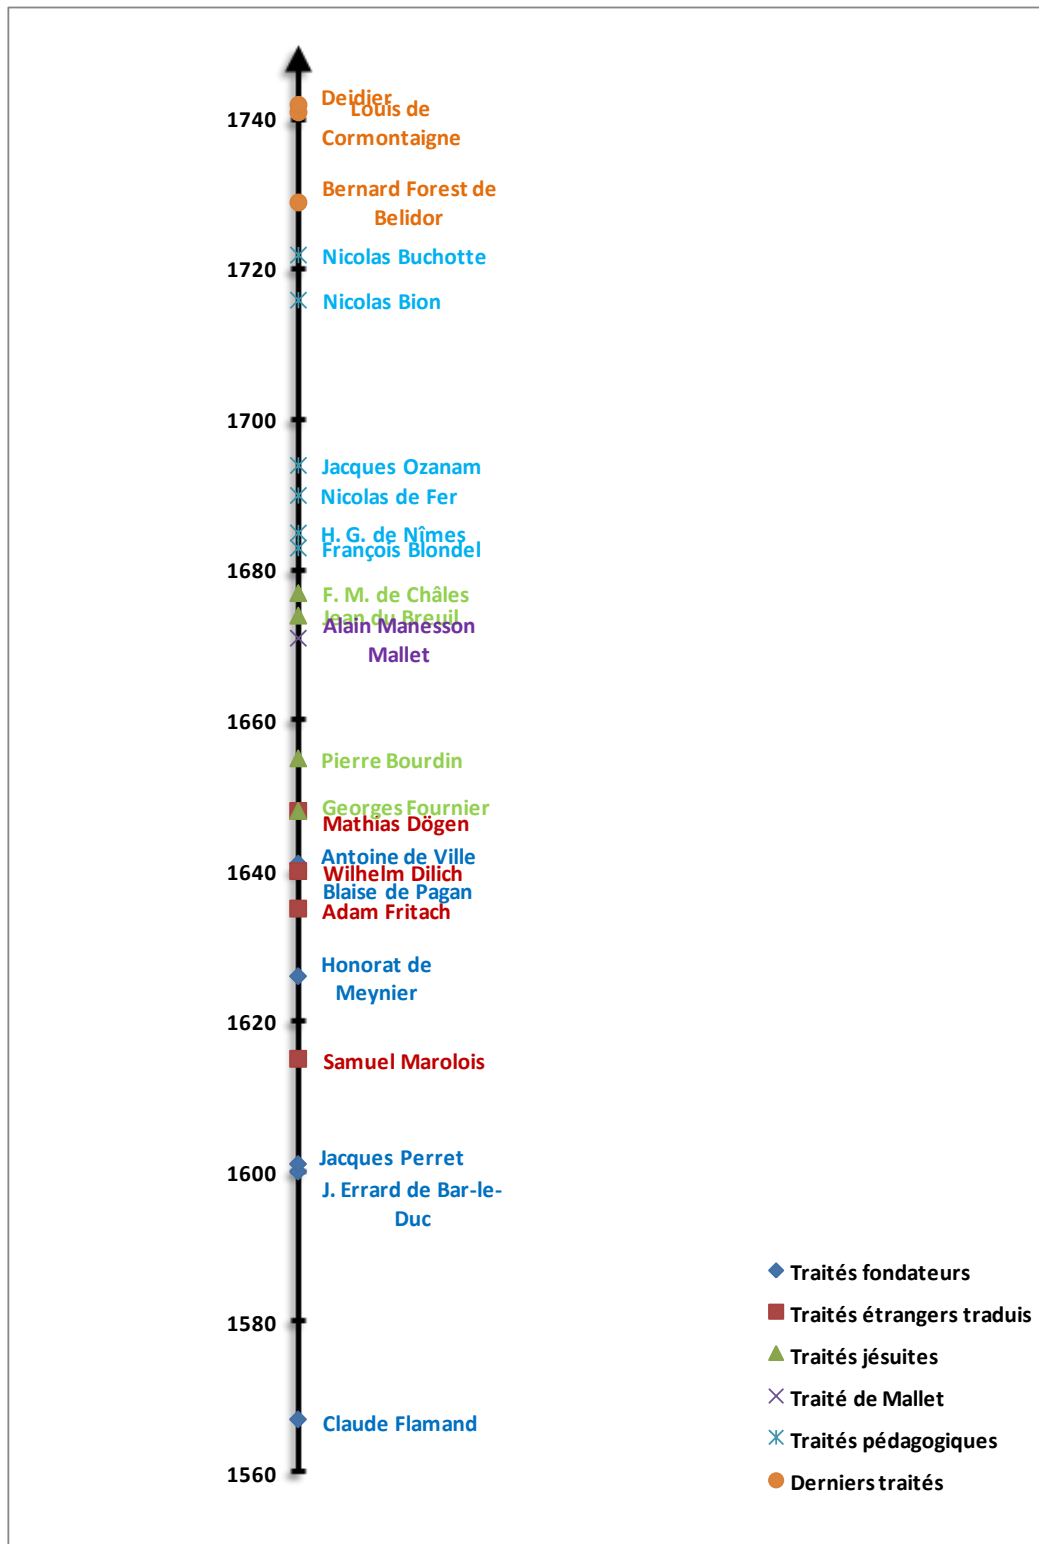 Deidier
1740
Louis de
Cormontaigne
Bernard Forest de
Belidor
Nicolas Buchotte
1720
Nicolas Bion
1700
Jacques Ozanam
Nicolas de Fer
H. G. de Nîmes
François Blondel
1680
F. M. de Châles
Jean du Breuil
Alain Manesson
Mallet
1660
Pierre Bourdin
Georges Fournier
Mathias Dögen
Antoine de Ville
1640
Wilhelm Dilich
Blaise de Pagan
Adam Fritach
Honorat de
Meynier
1620
Samuel Marolois
Jacques Perret
1600
J. Errard de Bar-le-
Duc
1580
Claude Flamand
1560
Traités fondateurs
Traités étrangers traduis
Traités jésuites
Traité de Mallet
Traités pédagogiques
Derniers traités